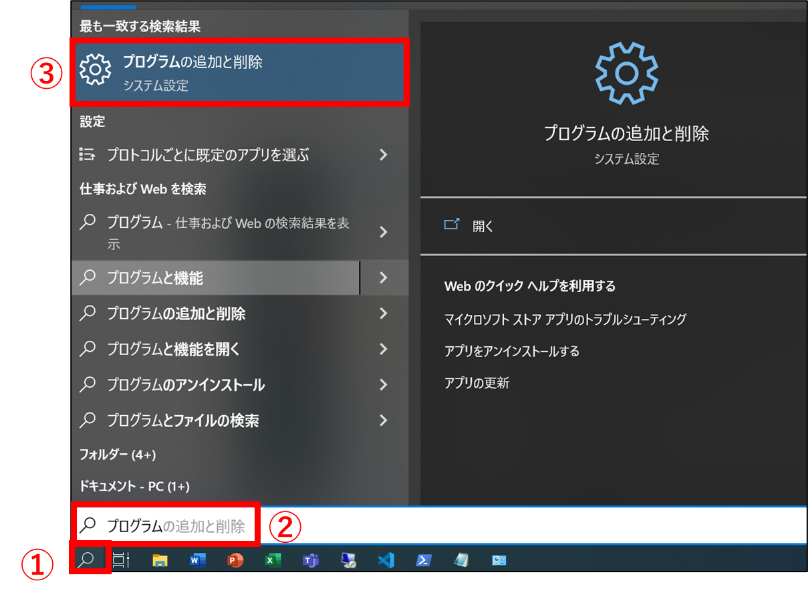 最も一致する検索結果
③
プログラムの追加と削除
システム設定
設定
プロトコルごとに既定のアプリを選ぶ
仕事および Web を検索
プログラム - 仕事および Web の検索結果を表
示
プログラムと機能
プログラムの追加と削除
プログラムと機能を開く
プログラムのアンインストール
プログラムとファイルの検索
フォルダー (4+)
ドキュメント - PC (1+)
プログラムの追加と削除
システム設定
開く
Web のクイック ヘルプを利用する
マイクロソフト ストア アプリのトラブルシューティング
アプリをアンインストールする
アプリの更新
プログラムの追加と削除
②
①